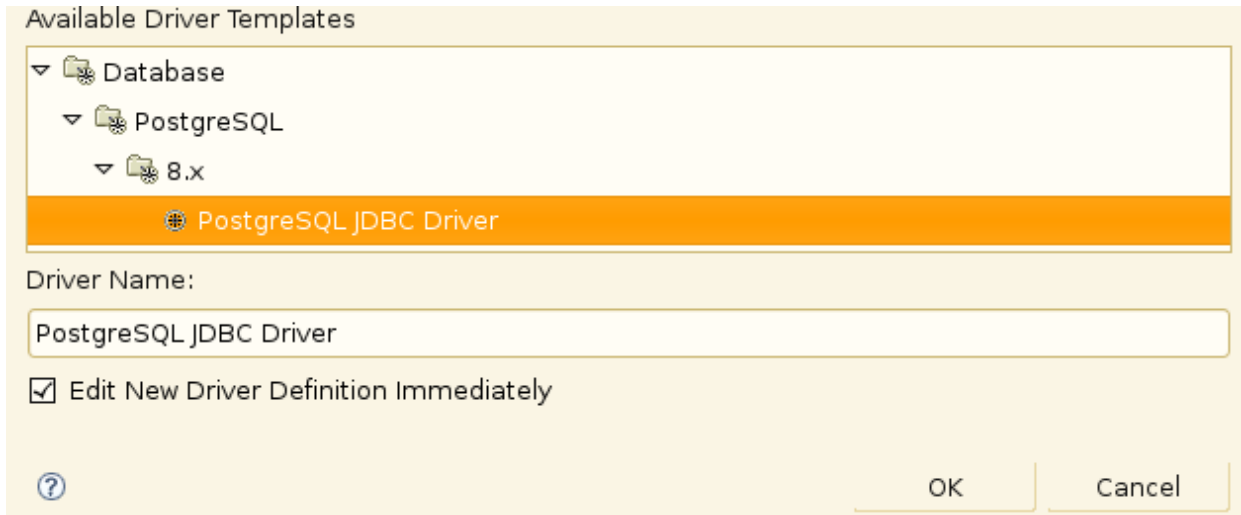 Available Driver Templates
Database
PostgreSQL
8.x
PostgreSQL JDBC Driver
Driver Name:
PostgreSQL JDBC Driver
Edit New Driver Definition Immediately
OK Cancel